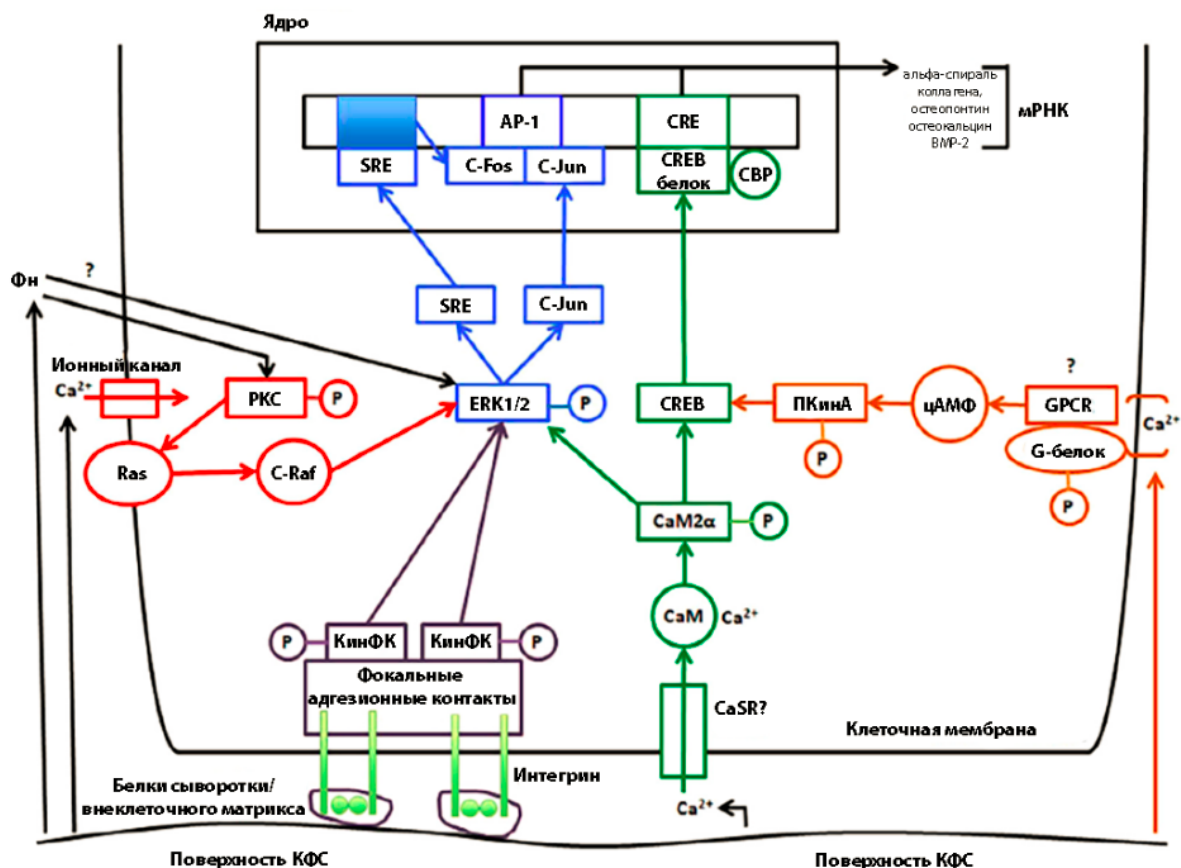 Ядро
альфа-спираль
коллагена,
остеопонтин
остеокальцин
BMP-2
мРНК
AP-1
CRE
SRE
C-Fos
C-Jun
CREB
белок
CBP
Фн
?
SRE
C-Jun
Ионный канал
Ca²⁺
PKC
P
ERK1/2
P
CREB
ПКинА
P
цАМФ
?
GPCR
Ca²⁺
G-белок
P
Ras
C-Raf
CaM2α
P
CaM
Ca²⁺
P
КинФК
КинФК
P
Фокальные
адгезионные контакты
CaSR?
Клеточная мембрана
Белки сыворотки/
внеклеточного матрикса
Интегрин
Ca²⁺
Поверхность КФС
Поверхность КФС